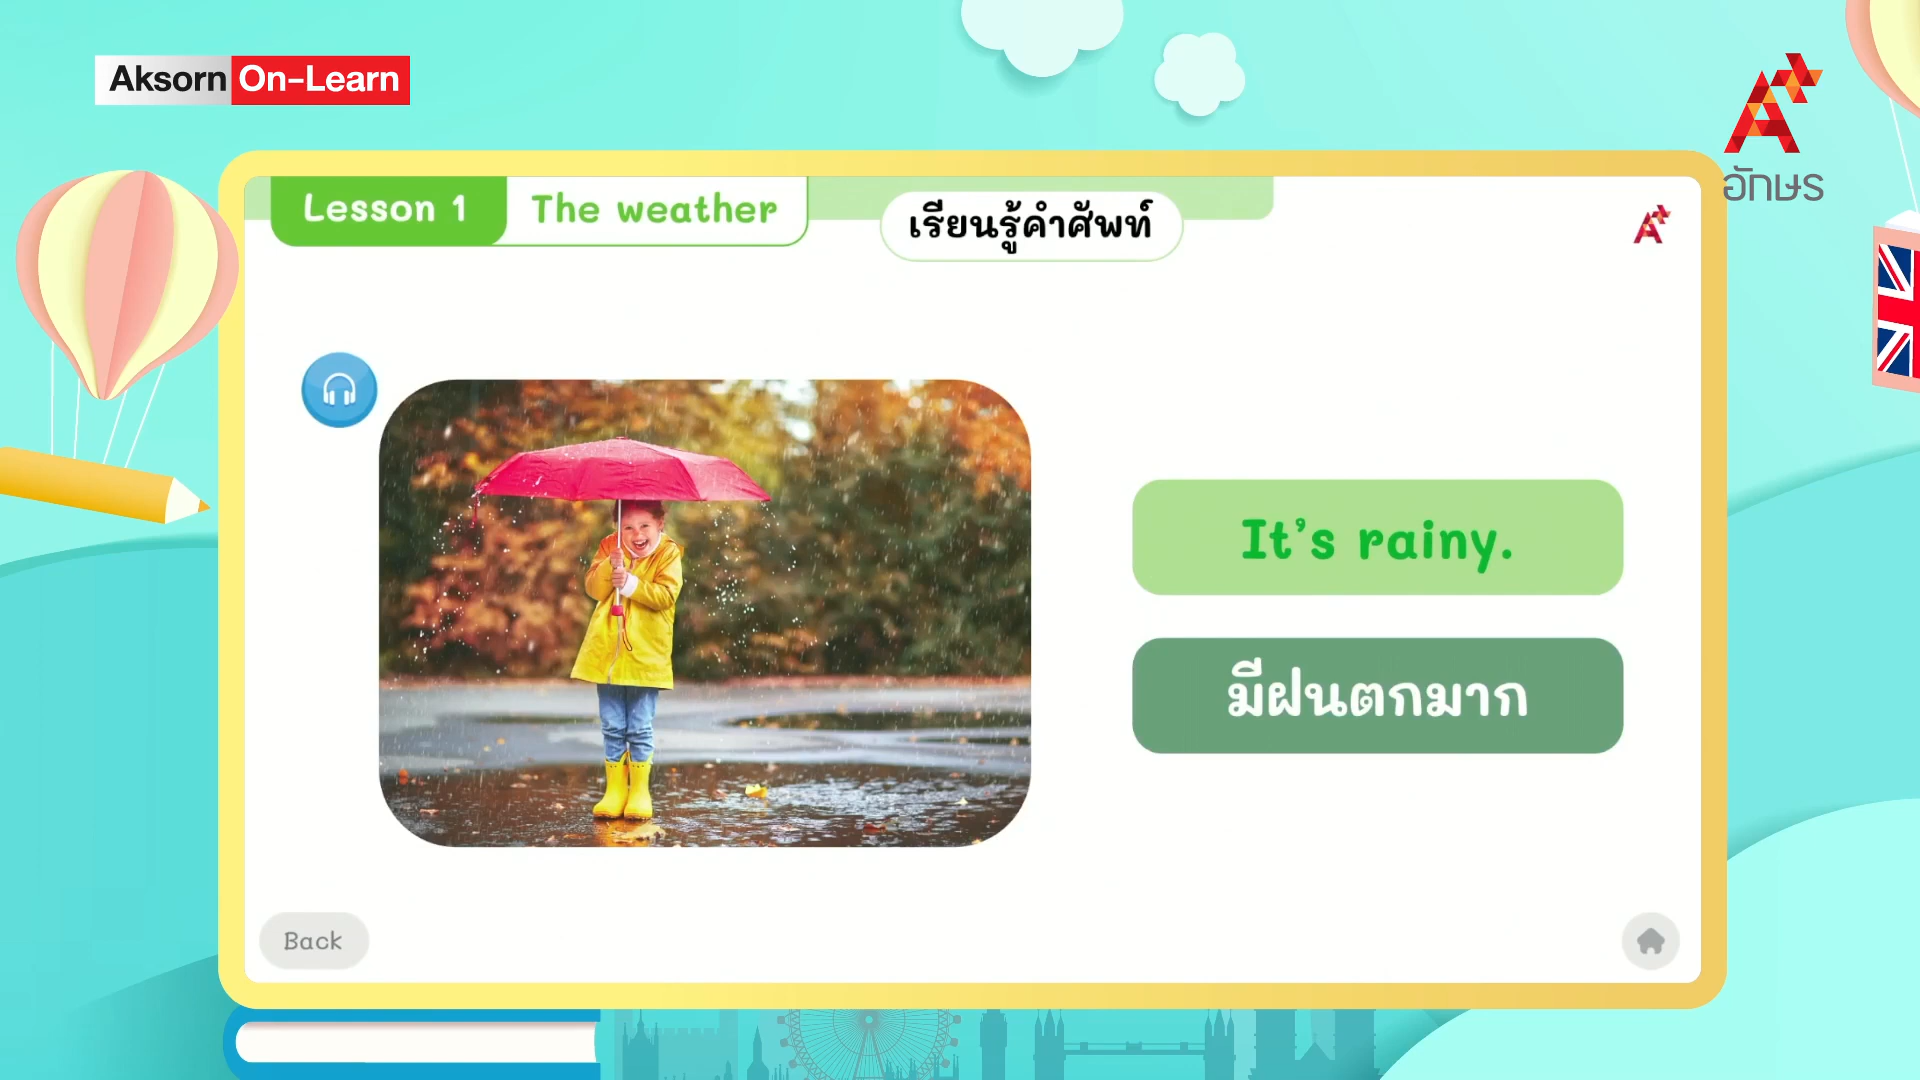 Aksorn On-Learn
อักษร
Lesson 1 The weather
เรียนรู้คำศัพท์
It's rainy.
มีฝนตกมาก
Back